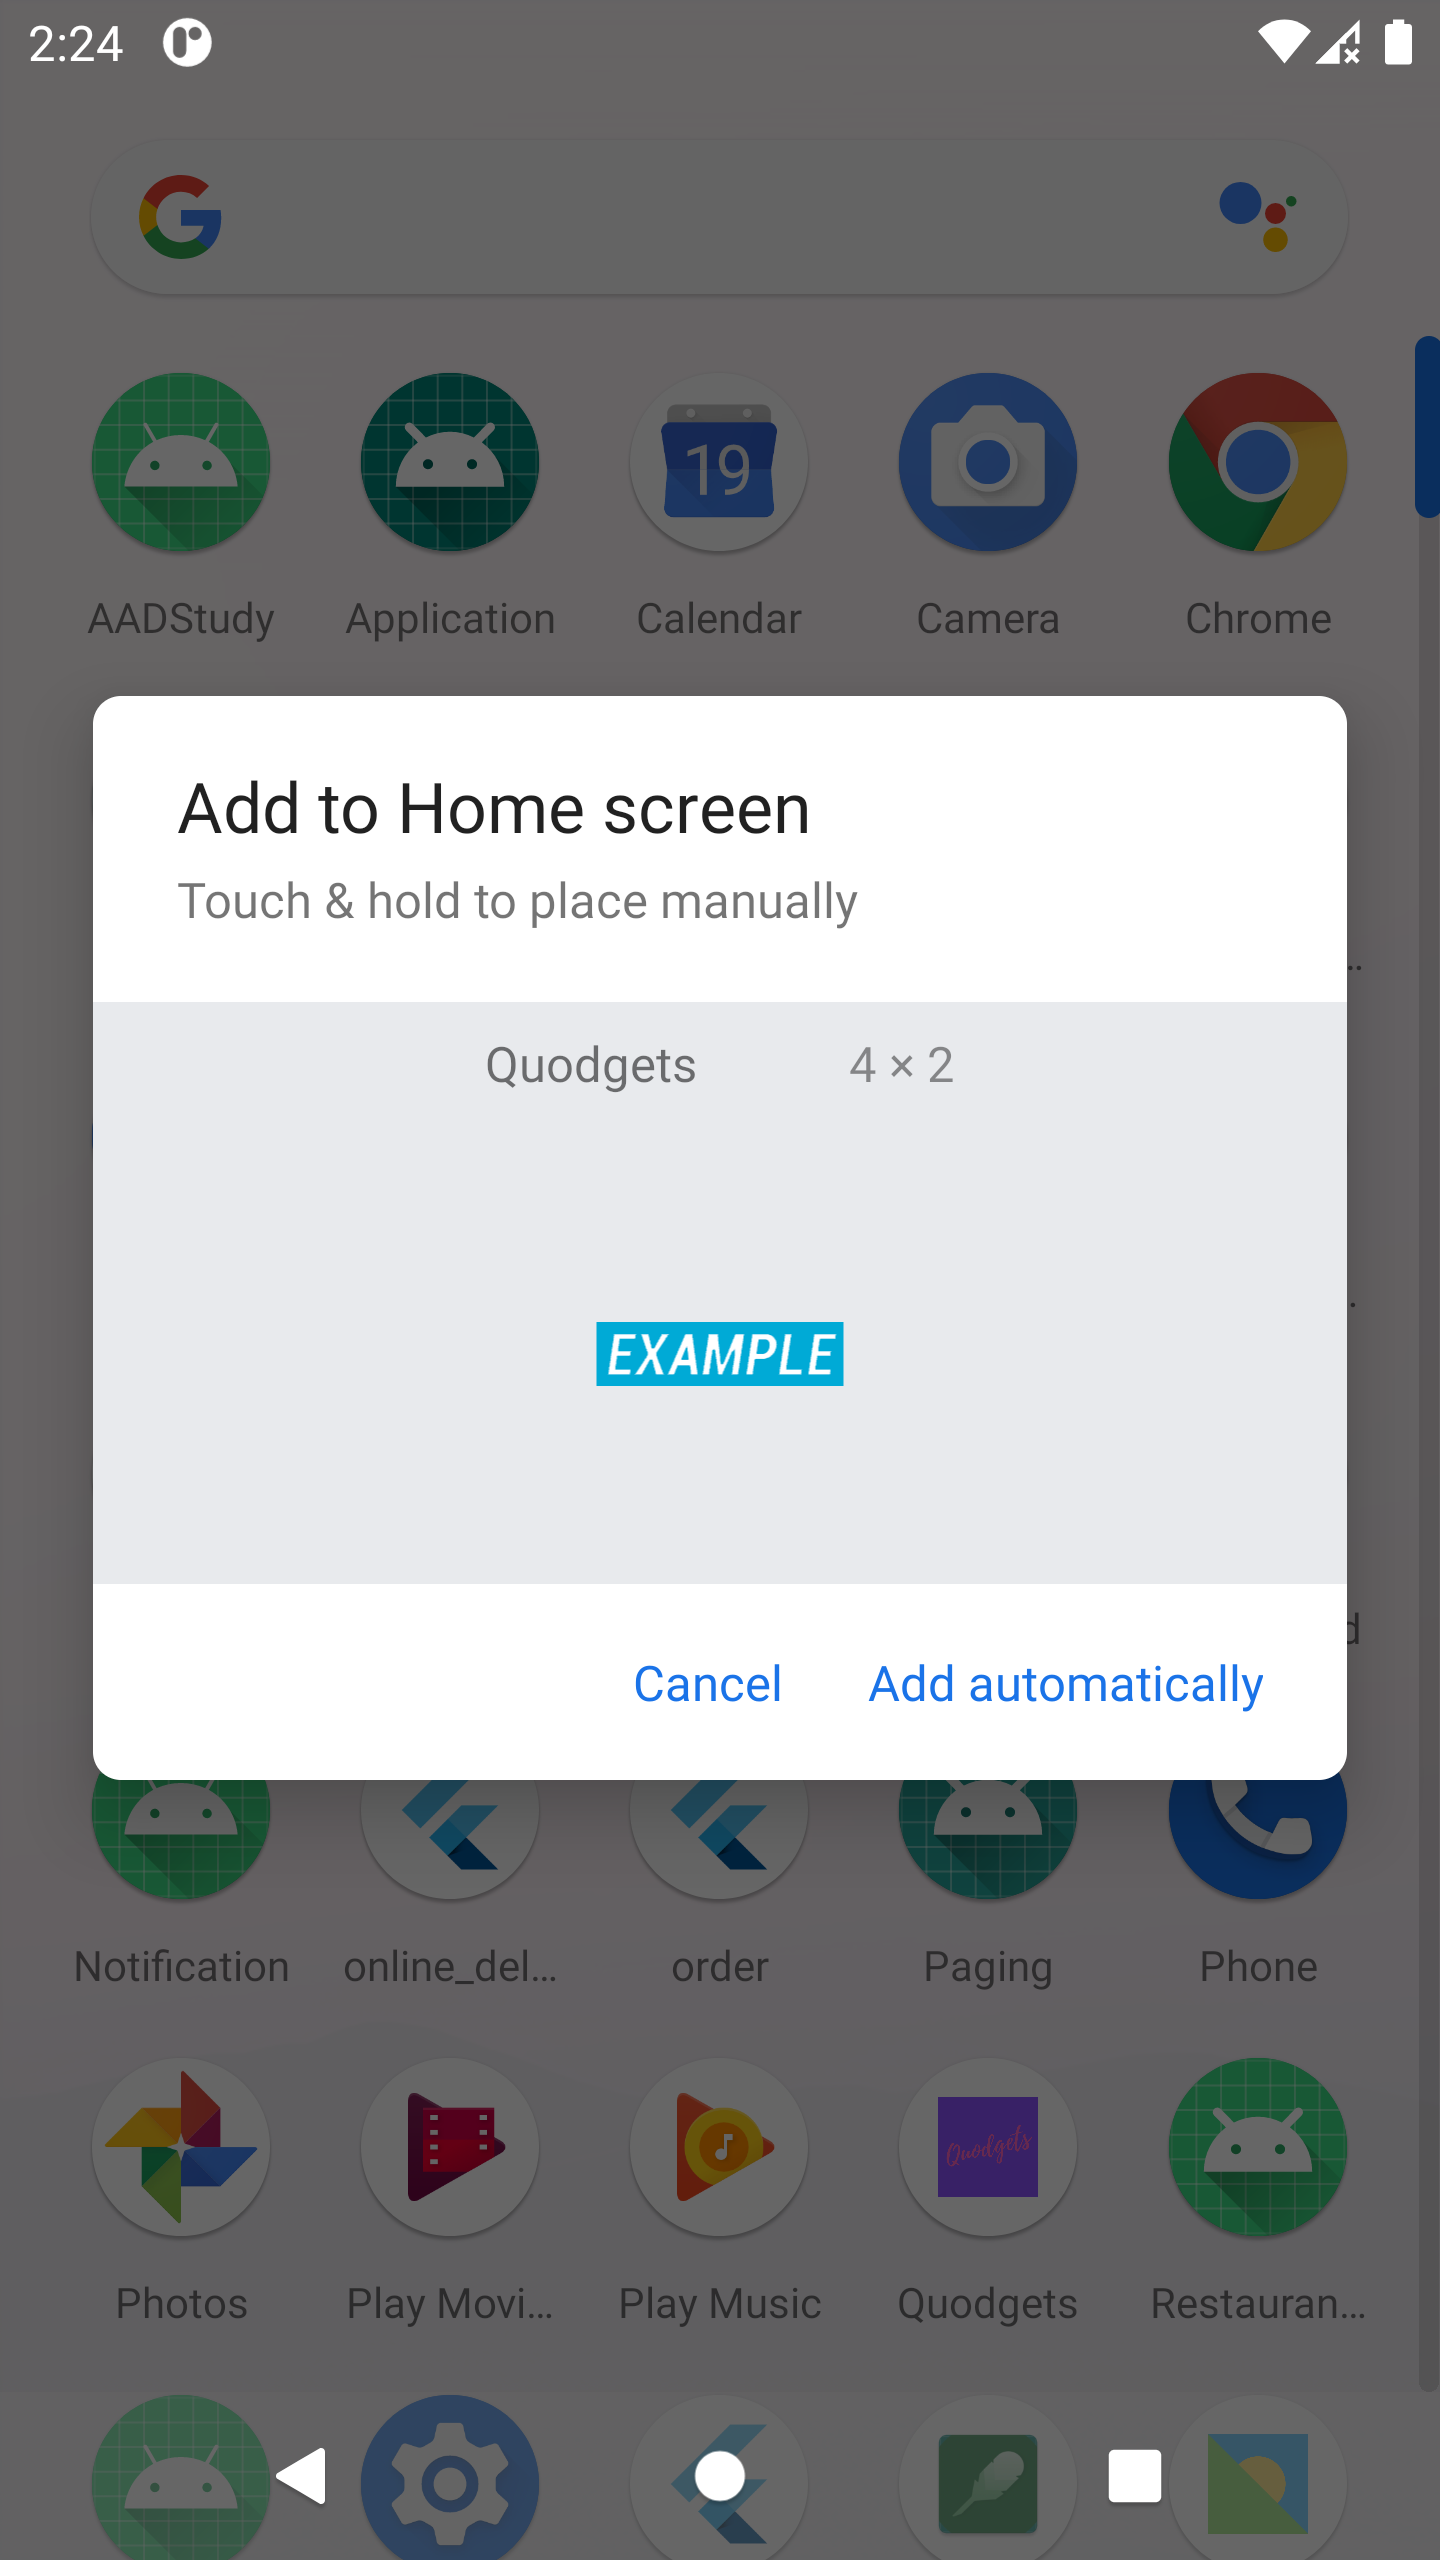 2:24
AADStudy Application Calendar Camera Chrome
19
Add to Home screen
Touch & hold to place manually
Quodgets 4 × 2
EXAMPLE
Cancel Add automatically
Notification online_del... order Paging Phone
Quodgets
Photos Play Movi... Play Music Quodgets Restauran...